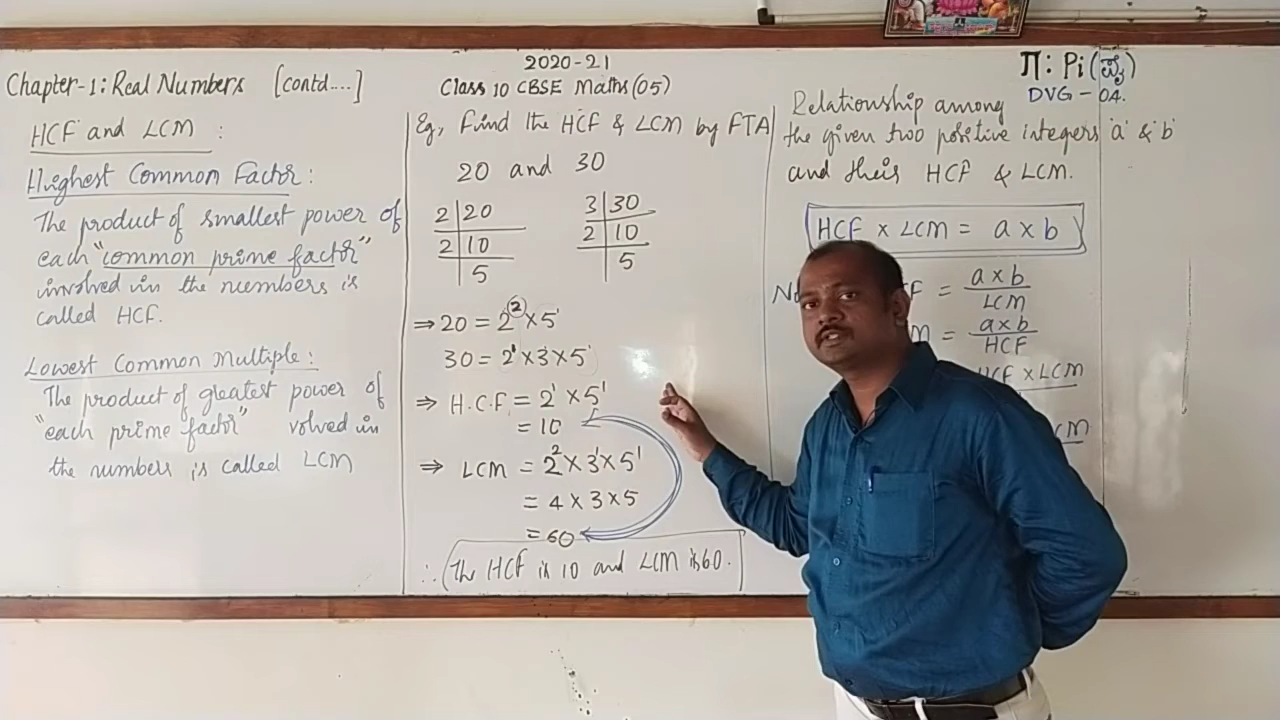 2020-21
Chapter-1: Real Numbers [contd....]
Class 10 CBSE Maths (05)
π: Pi (ಪೈ)
DVG - 04.
HCF and LCM :
Highest Common Factor:
The product of smallest power of
each "common prime factor"
involved in the numbers is
called HCF.
Lowest Common Multiple:
The product of greatest power of
"each prime factor" volved in
the numbers is called LCM
Eg, Find the HCF & LCM by FTA
20 and 30
2 | 20
2 | 10
5
3 | 30
2 | 10
5
⇒ 20 = 2² × 5¹
30 = 2¹ × 3¹ × 5¹
⇒ H.C.F. = 2¹ × 5¹
= 10
⇒ LCM = 2² × 3¹ × 5¹
= 4 × 3 × 5
= 60
∴ The HCF is 10 and LCM is 60.
Relationship among
the given two positive integers 'a' & 'b'
and their HCF & LCM.
HCF × LCM = a × b
F = a × b / LCM
M = a × b / HCF
HCF × LCM